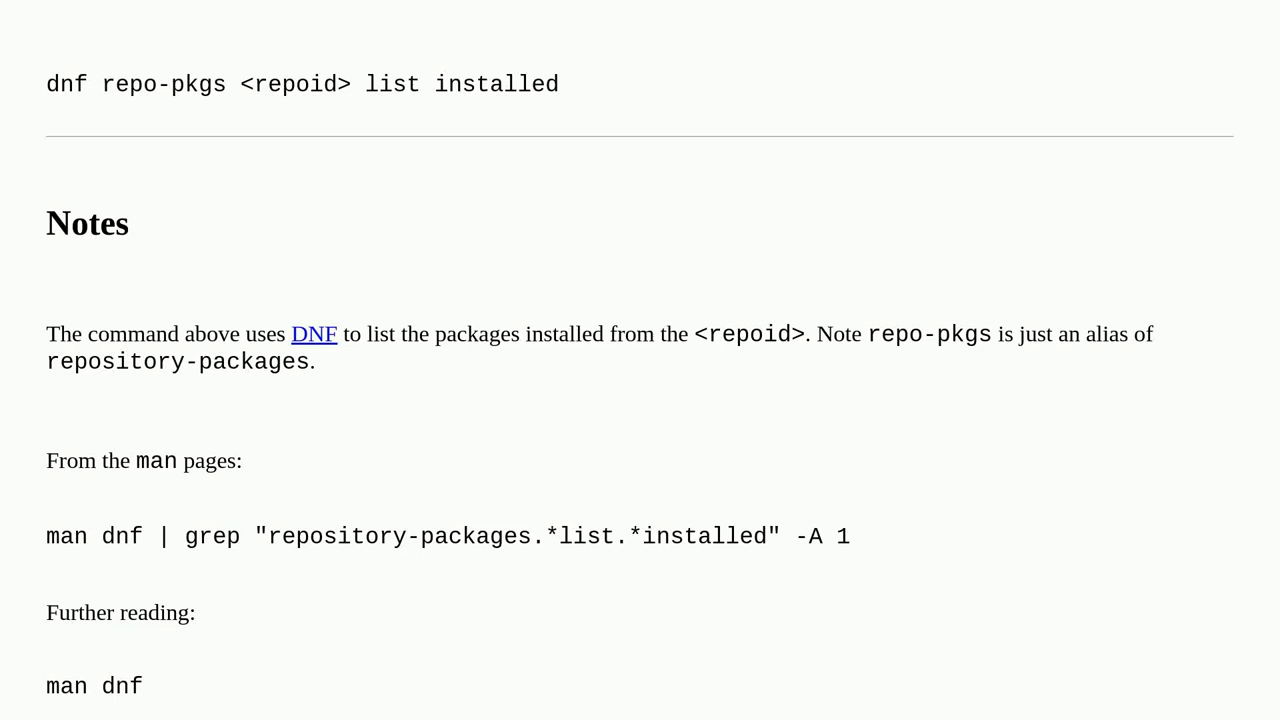 dnf repo-pkgs <repoid> list installed
Notes
The command above uses DNF to list the packages installed from the <repoid>. Note repo-pkgs is just an alias of
repository-packages.
From the man pages:
man dnf | grep "repository-packages.*list.*installed" -A 1
Further reading:
man dnf